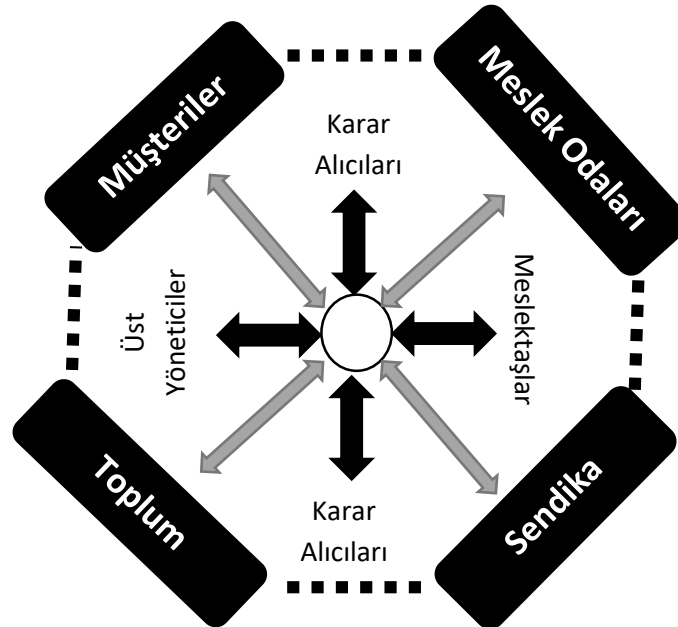 Müşteriler
Meslek Odaları
Karar
Alıcıları
Üst
Yöneticiler
Meslektaşlar
Toplum
Karar
Alıcıları
Sendika